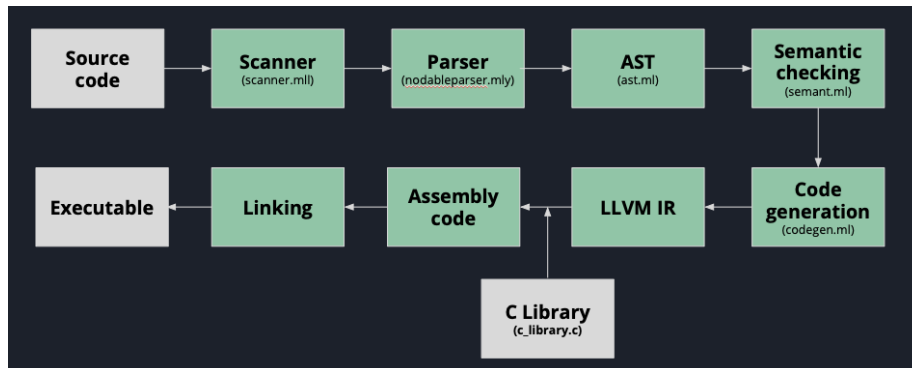 Source
code
Scanner
(scanner.mll)
Parser
(nodableparser.mly)
AST
(ast.ml)
Semantic
checking
(semant.ml)
Executable
Linking
Assembly
code
LLVM IR
Code
generation
(codegen.ml)
C Library
(c_library.c)